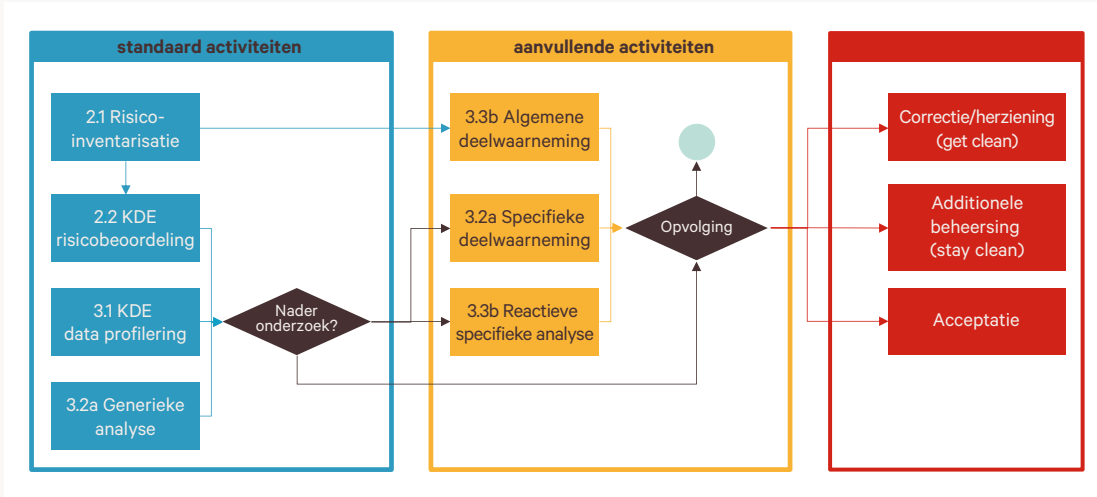 standaard activiteiten
2.1 Risico-
inventarisatie
2.2 KDE
risicobeoordeling
3.1 KDE
data profilering
3.2a Generieke
analyse
Nader
onderzoek?
aanvullende activiteiten
3.3b Algemene
deelwaarneming
3.2a Specifieke
deelwaarneming
3.3b Reactieve
specifieke analyse
Opvolging
Correctie/herziening
(get clean)
Additionele
beheersing
(stay clean)
Acceptatie